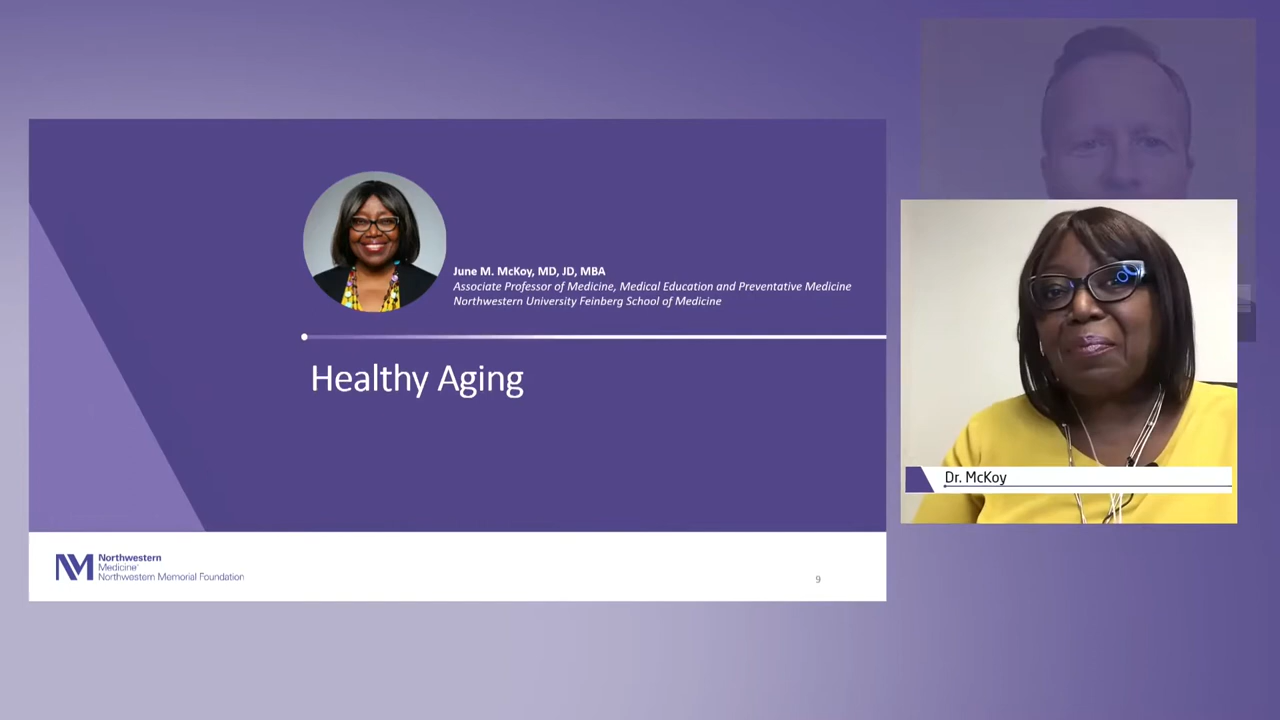 June M. McKoy, MD, JD, MBA
Associate Professor of Medicine, Medical Education and Preventative Medicine
Northwestern University Feinberg School of Medicine
Healthy Aging
Dr. McKoy
NM Northwestern
Medicine
Northwestern Memorial Foundation
9